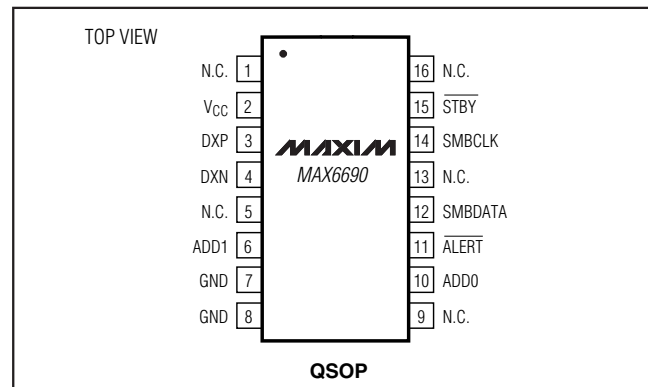 TOP VIEW
N.C. 1 16 N.C.
VCC 2 15 STBY
DXP 3 14 SMBCLK
MAXIM
DXN 4 MAX6690 13 N.C.
N.C. 5 12 SMBDATA
ADD1 6 11 ALERT
GND 7 10 ADD0
GND 8 9 N.C.
QSOP